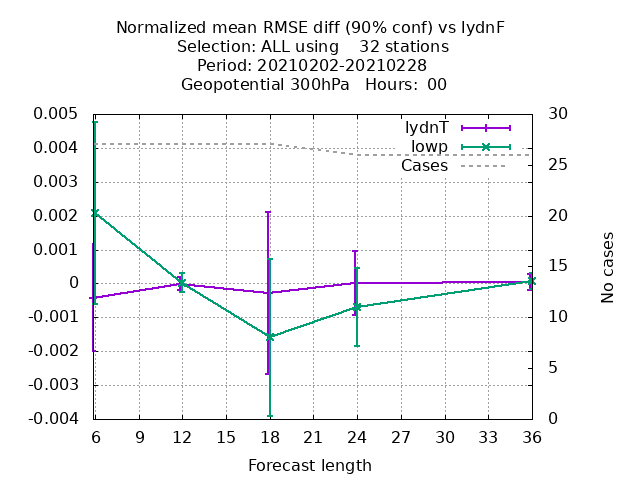 Normalized mean RMSE diff (90% conf) vs lydnF
Selection: ALL using    32 stations
Period: 20210202-20210228
Geopotential 300hPa   Hours:  00
0.005
0.004
0.003
0.002
0.001
0
-0.001
-0.002
-0.003
-0.004
lydnT
lowp
Cases
30
25
20
15
10
5
0
No cases
6 9 12 15 18 21 24 27 30 33 36
Forecast length